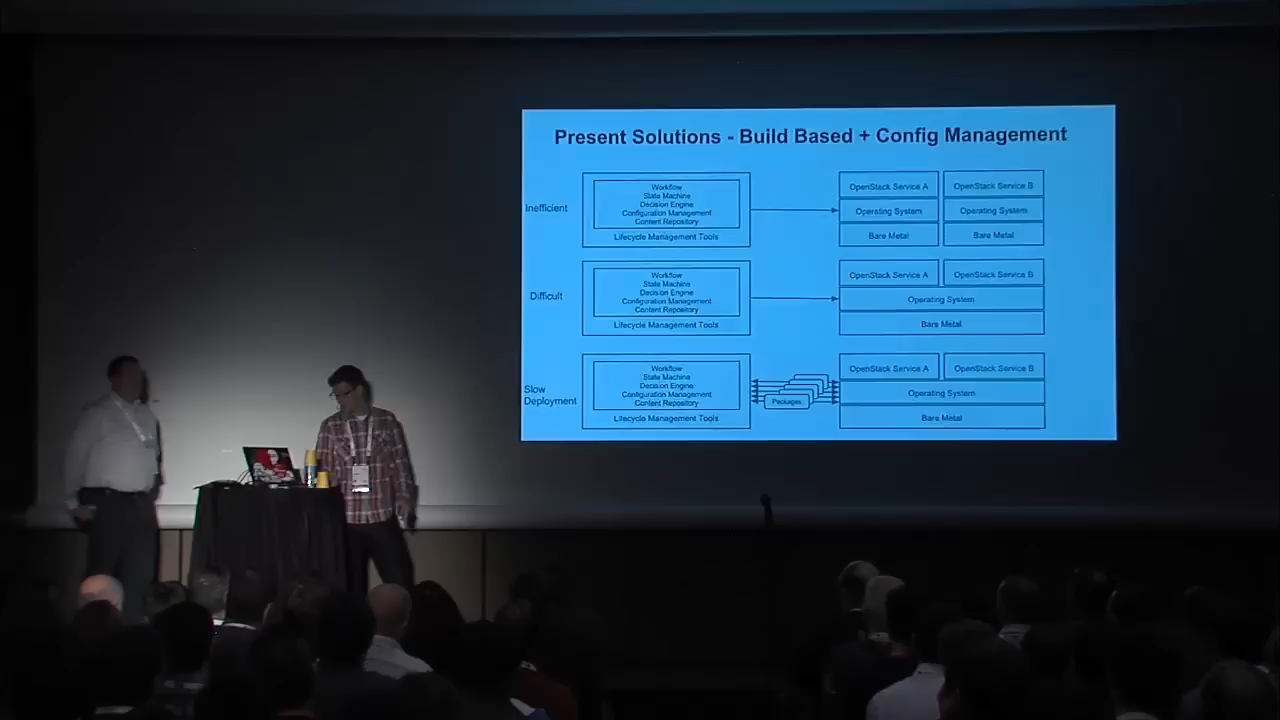 Present Solutions - Build Based + Config Management
Inefficient
Workflow
State Machine
Decision Engine
Configuration Management
Content Repository
Lifecycle Management Tools
OpenStack Service A
OpenStack Service B
Operating System
Operating System
Bare Metal
Bare Metal
Difficult
Workflow
State Machine
Decision Engine
Configuration Management
Content Repository
Lifecycle Management Tools
OpenStack Service A
OpenStack Service B
Operating System
Bare Metal
Slow
Deployment
Workflow
State Machine
Decision Engine
Configuration Management
Content Repository
Lifecycle Management Tools
Packages
OpenStack Service A
OpenStack Service B
Operating System
Bare Metal